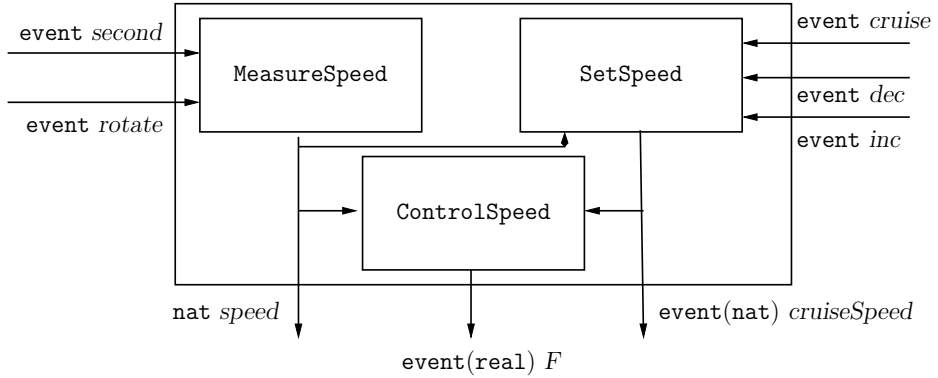 event second
event cruise
MeasureSpeed
SetSpeed
event dec
event rotate
event inc
ControlSpeed
nat speed
event(nat) cruiseSpeed
event(real) F